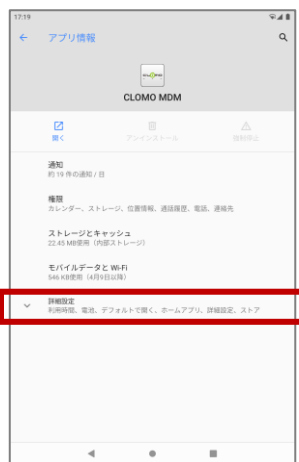 17:19
アプリ情報
CLOMO MDM
開く
アンインストール
強制停止
通知
約 19 件の通知 / 日
権限
カレンダー、ストレージ、位置情報、通話履歴、電話、連絡先
ストレージとキャッシュ
22.45 MB使用（内部ストレージ）
モバイルデータと Wi-Fi
546 KB使用（4月9日以降）
詳細設定
利用時間、電池、デフォルトで開く、ホームアプリ、詳細設定、ストア